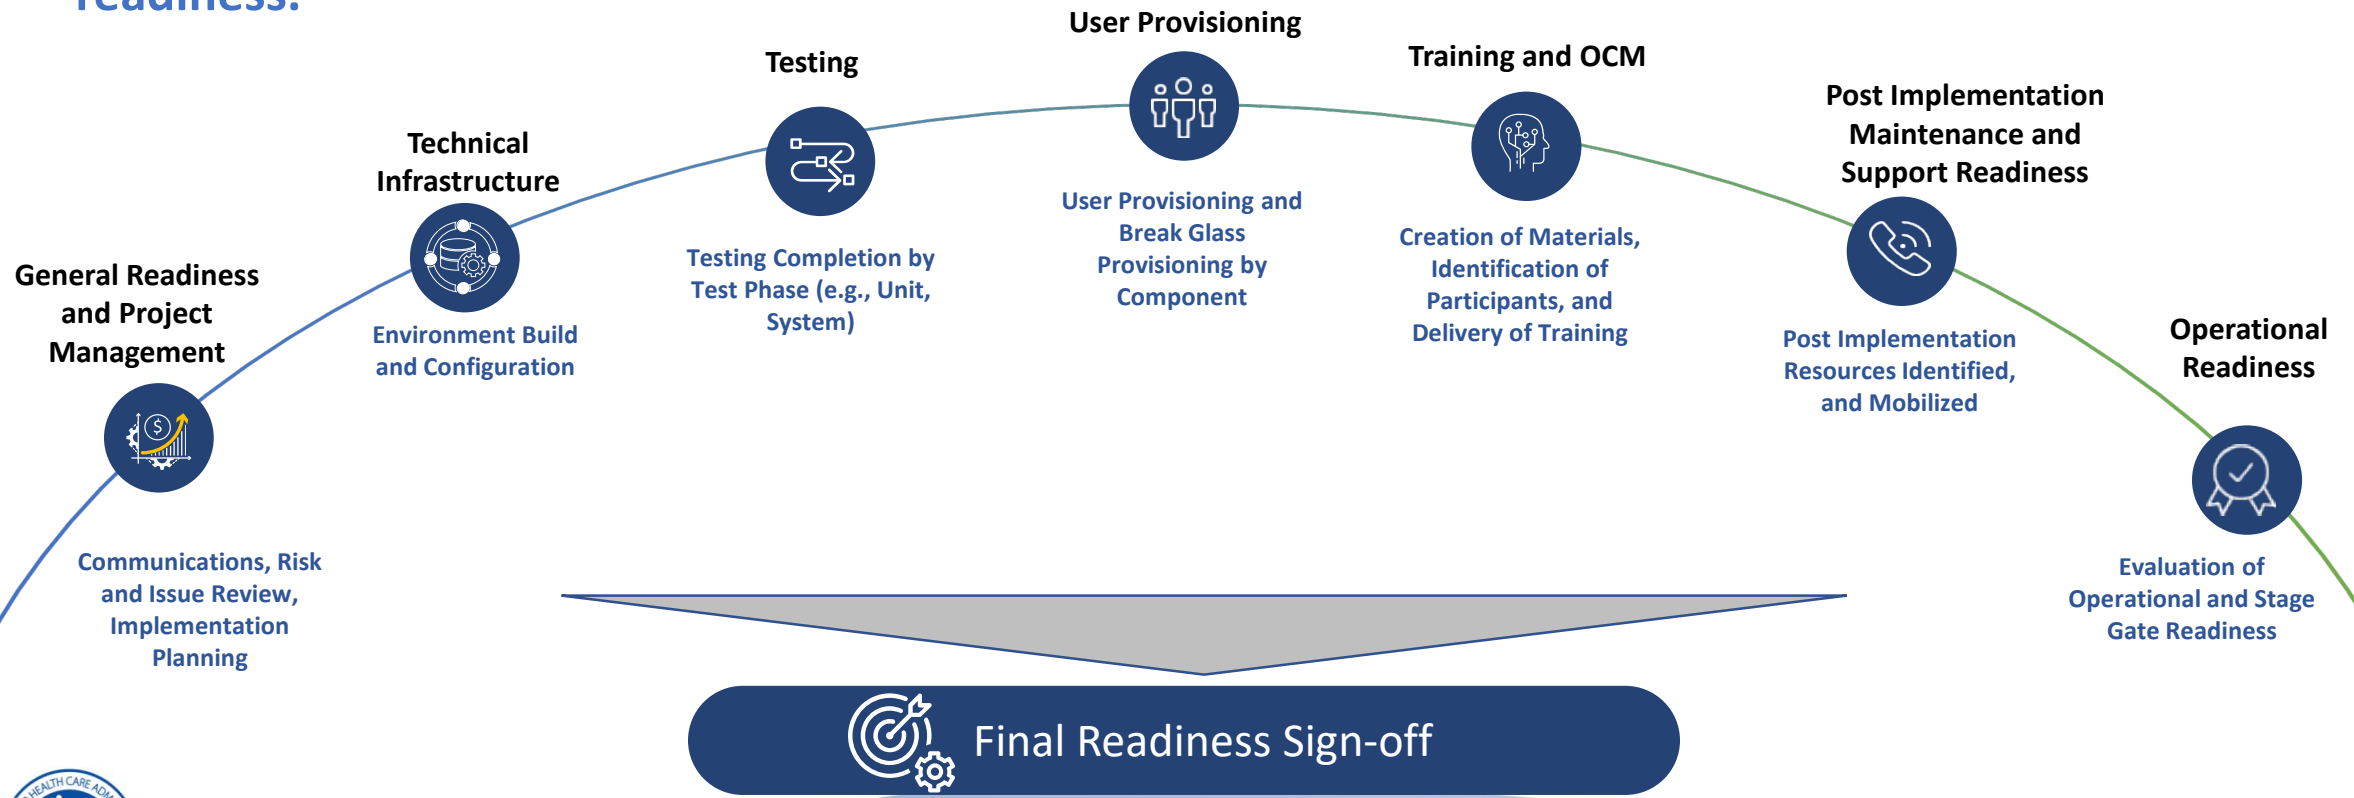 readiness.
User Provisioning
Testing
Training and OCM
Post Implementation
Maintenance and
Support Readiness
Technical
Infrastructure
User Provisioning and
Break Glass
Provisioning by
Component
Creation of Materials,
Identification of
Participants, and
Delivery of Training
Testing Completion by
Test Phase (e.g., Unit,
System)
General Readiness
and Project
Management
Environment Build
and Configuration
Post Implementation
Resources Identified,
and Mobilized
Operational
Readiness
$
Communications, Risk
and Issue Review,
Implementation
Planning
Evaluation of
Operational and Stage
Gate Readiness
Final Readiness Sign-off
HEALTH CARE